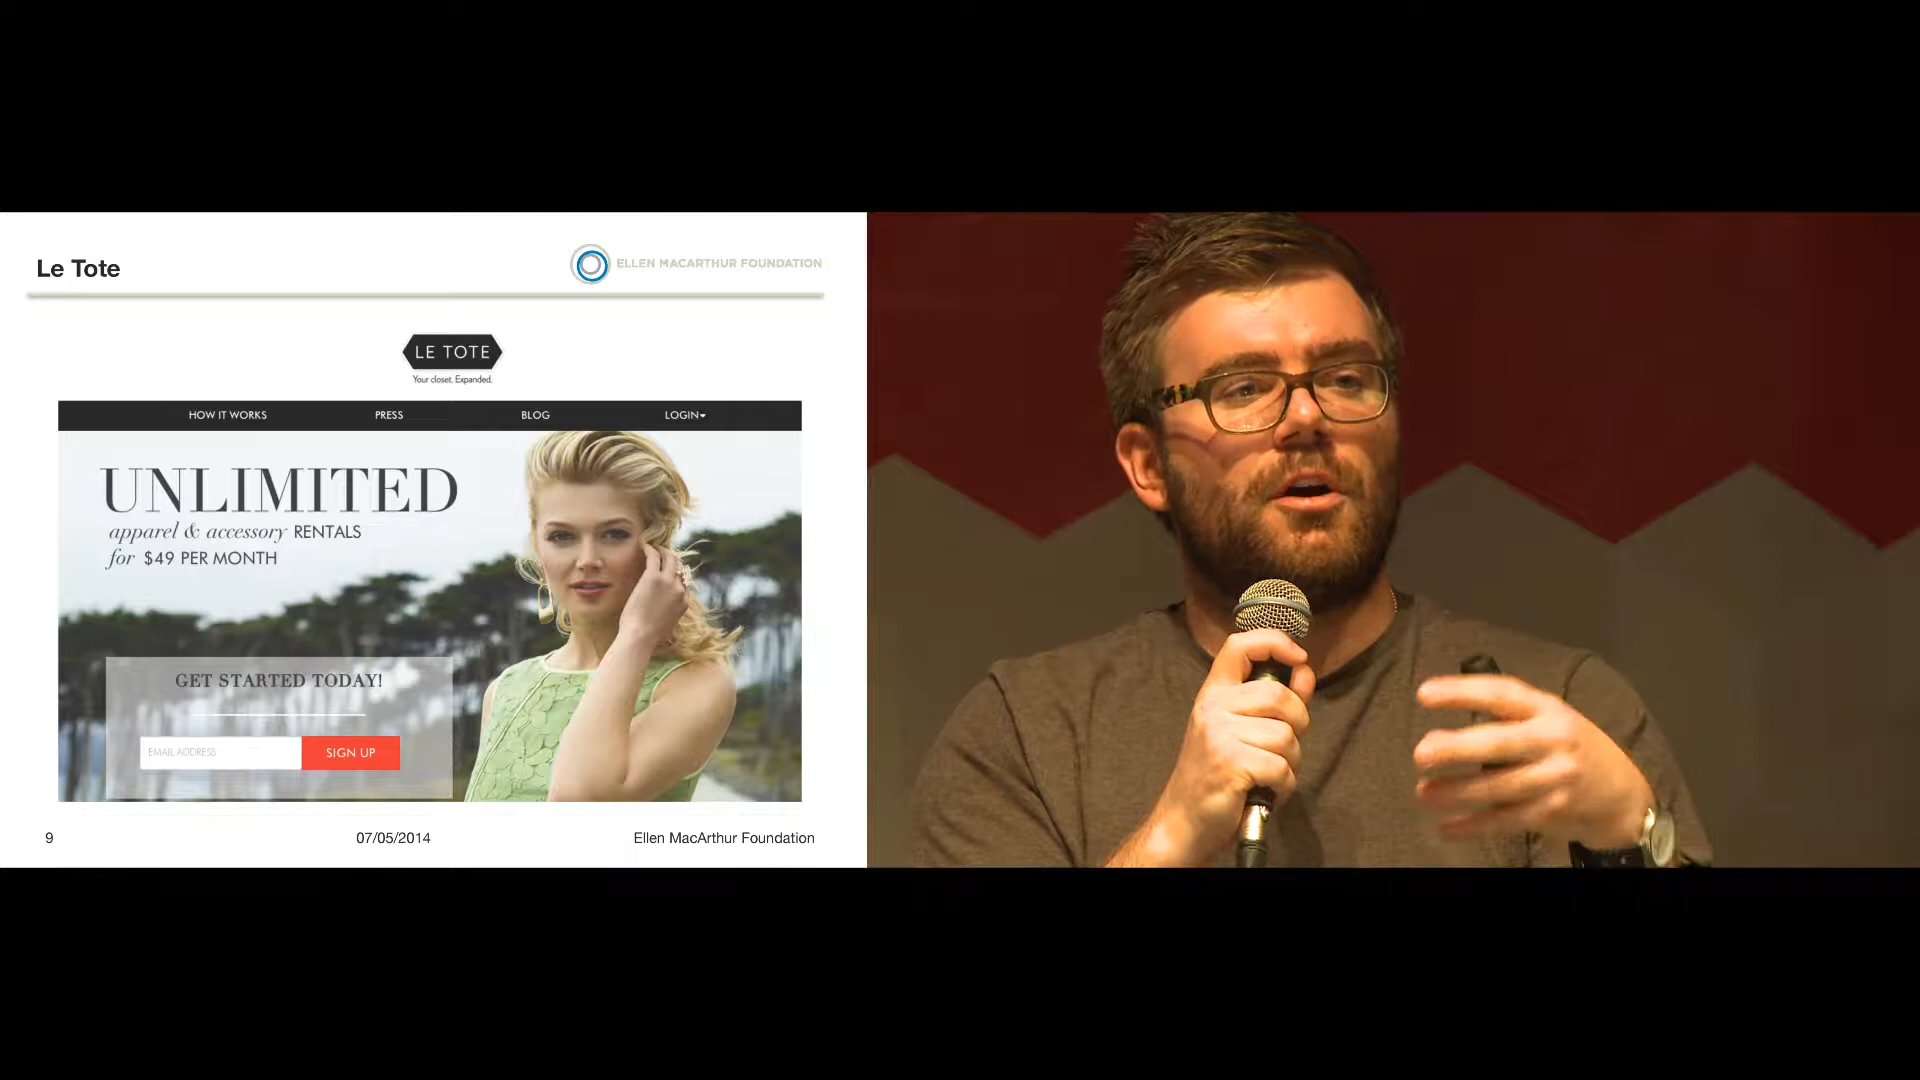 Le Tote
ELLEN MACARTHUR FOUNDATION
LE TOTE
Your closet. Expanded.
HOW IT WORKS PRESS BLOG LOGIN
UNLIMITED
apparel & accessory RENTALS
for $49 PER MONTH
GET STARTED TODAY!
EMAIL ADDRESS SIGN UP
9 07/05/2014 Ellen MacArthur Foundation